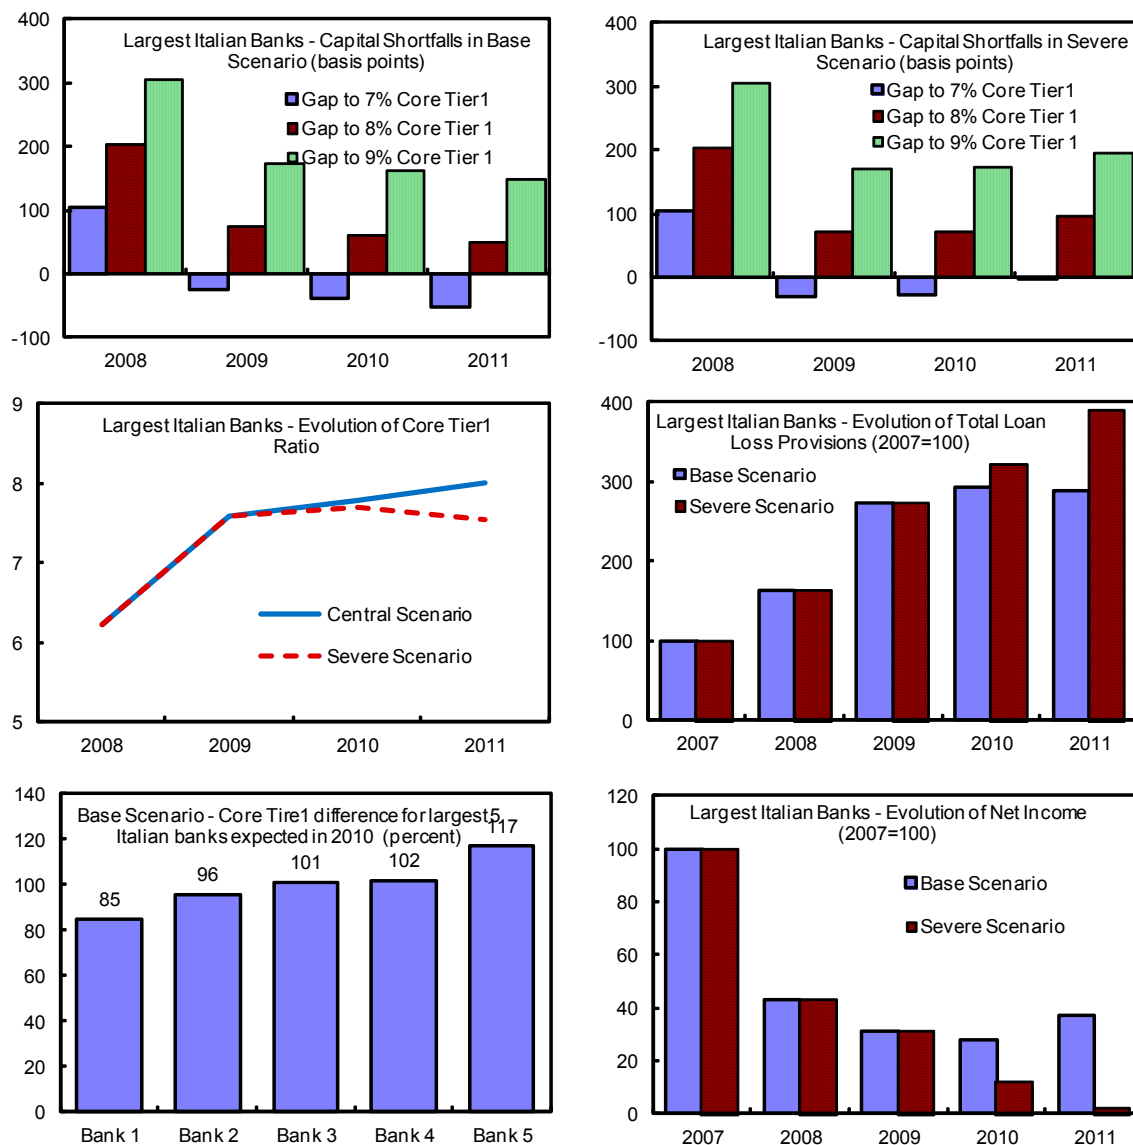 Largest Italian Banks - Capital Shortfalls in Base
Scenario (basis points)
Gap to 7% Core Tier1
Gap to 8% Core Tier 1
Gap to 9% Core Tier 1
400
300
200
100
0
-100
2008
2009
2010
2011
Largest Italian Banks - Capital Shortfalls in Severe
Scenario (basis points)
Gap to 7% Core Tier1
Gap to 8% Core Tier 1
Gap to 9% Core Tier 1
400
300
200
100
0
-100
2008
2009
2010
2011
Largest Italian Banks - Evolution of Core Tier1
Ratio
9
8
7
6
5
Central Scenario
Severe Scenario
2008
2009
2010
2011
Largest Italian Banks - Evolution of Total Loan
Loss Provisions (2007=100)
Base Scenario
Severe Scenario
400
300
200
100
0
2007
2008
2009
2010
2011
Base Scenario - Core Tire1 difference for largest 5
Italian banks expected in 2010 (percent)
140
120
100
80
60
40
20
0
85
96
101
102
117
Bank 1
Bank 2
Bank 3
Bank 4
Bank 5
Largest Italian Banks - Evolution of Net Income
(2007=100)
Base Scenario
Severe Scenario
120
100
80
60
40
20
0
2007
2008
2009
2010
2011